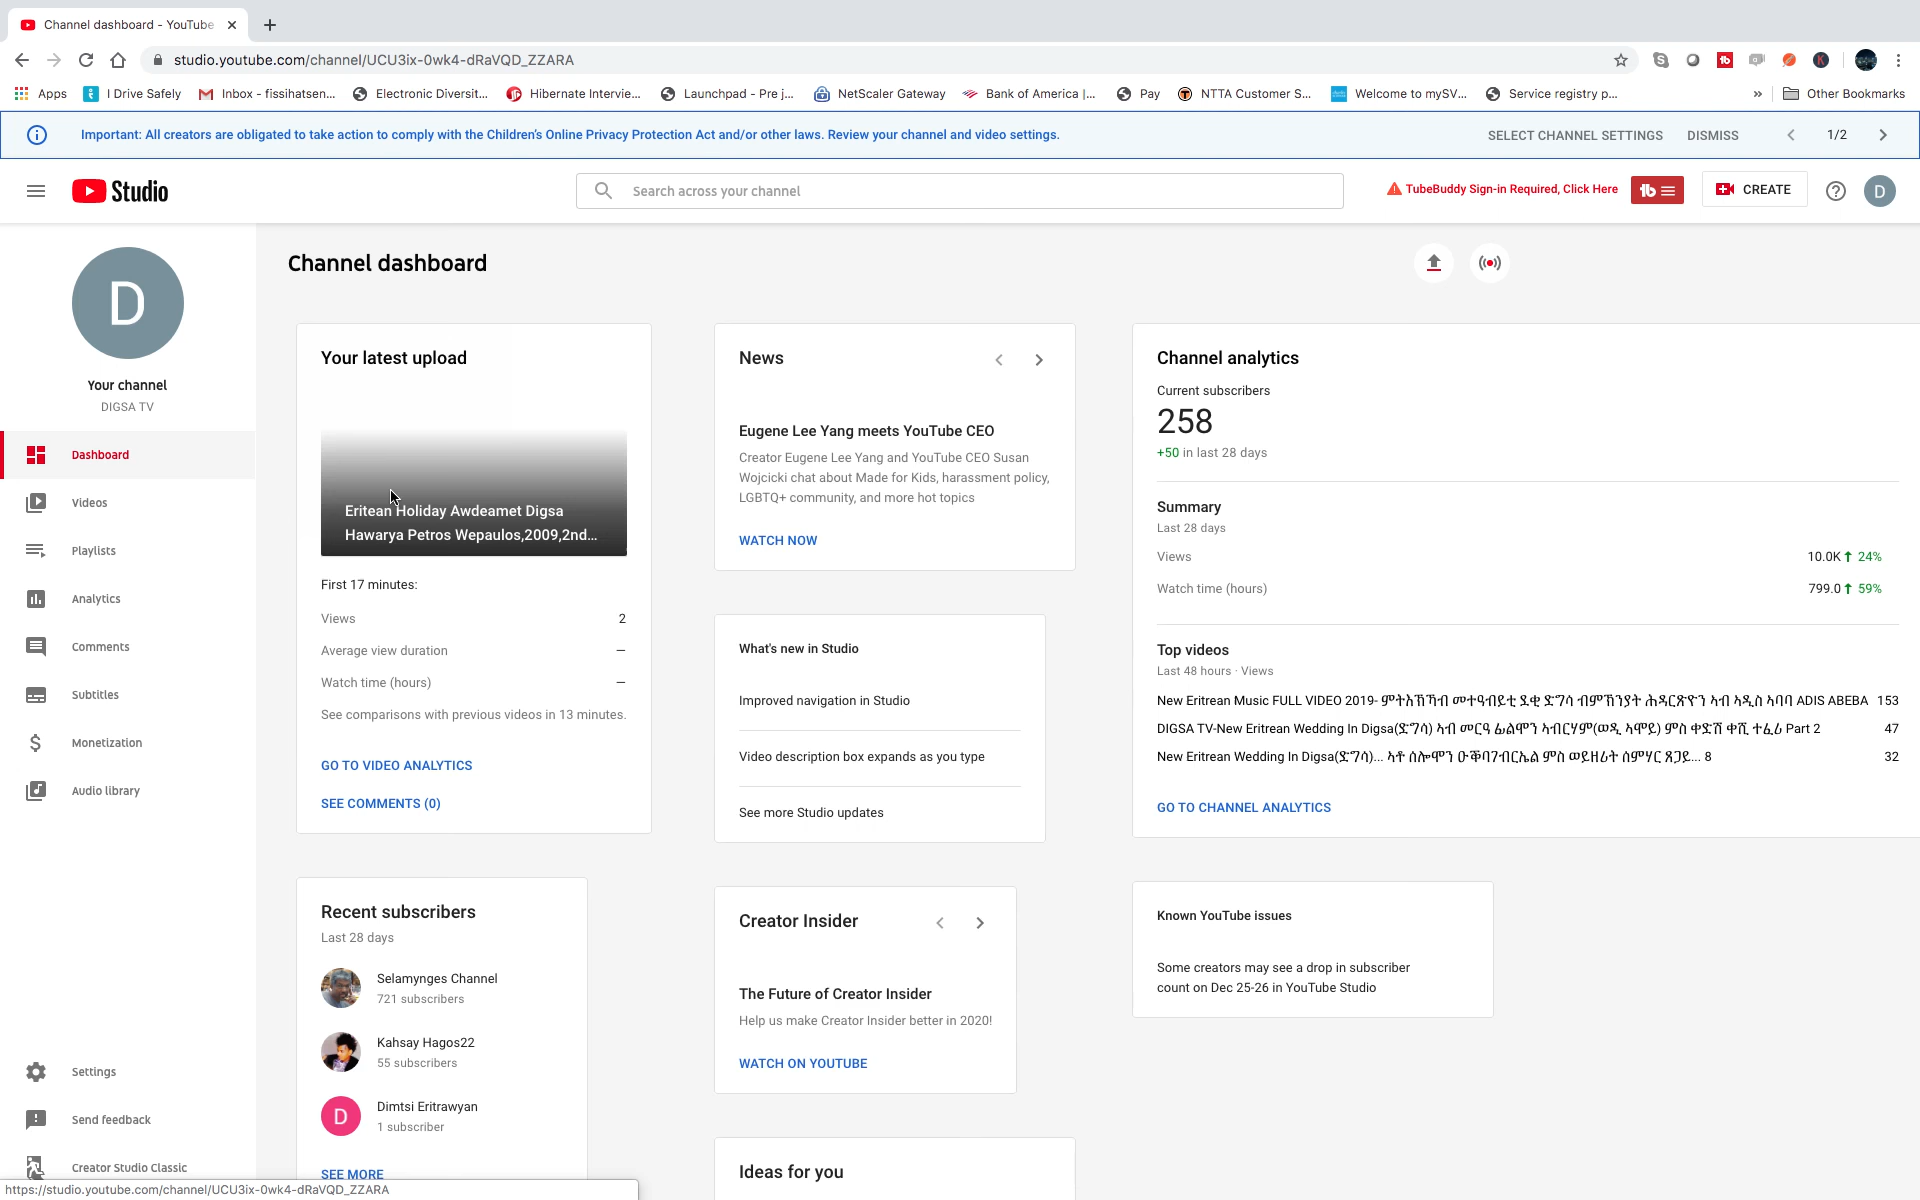 Channel dashboard - YouTube
studio.youtube.com/channel/UCU3ix-0wk4-dRaVQD_ZZARA
Apps
I Drive Safely
Inbox - fissihatsen...
Electronic Diversit...
Hibernate Intervie...
Launchpad - Pre j...
NetScaler Gateway
Bank of America |...
Pay
NTTA Customer S...
Welcome to mySV...
Service registry p...
»
Other Bookmarks
Important: All creators are obligated to take action to comply with the Children's Online Privacy Protection Act and/or other laws. Review your channel and video settings.
SELECT CHANNEL SETTINGS
DISMISS
1/2
Studio
Search across your channel
TubeBuddy Sign-in Required, Click Here
CREATE
D
D
Your channel
DIGSA TV
Dashboard
Videos
Playlists
Analytics
Comments
Subtitles
Monetization
Audio library
Settings
Send feedback
Creator Studio Classic
https://studio.youtube.com/channel/UCU3ix-0wk4-dRaVQD_ZZARA
Channel dashboard
Your latest upload
Eritean Holiday Awdeamet Digsa
Hawarya Petros Wepaulos,2009,2nd...
First 17 minutes:
Views 2
Average view duration –
Watch time (hours) –
See comparisons with previous videos in 13 minutes.
GO TO VIDEO ANALYTICS
SEE COMMENTS (0)
Recent subscribers
Last 28 days
Selamynges Channel
721 subscribers
Kahsay Hagos22
55 subscribers
D
Dimtsi Eritrawyan
1 subscriber
SEE MORE
News
Eugene Lee Yang meets YouTube CEO
Creator Eugene Lee Yang and YouTube CEO Susan
Wojcicki chat about Made for Kids, harassment policy,
LGBTQ+ community, and more hot topics
WATCH NOW
What's new in Studio
Improved navigation in Studio
Video description box expands as you type
See more Studio updates
Creator Insider
The Future of Creator Insider
Help us make Creator Insider better in 2020!
WATCH ON YOUTUBE
Ideas for you
Channel analytics
Current subscribers
258
+50 in last 28 days
Summary
Last 28 days
Views 10.0K 24%
Watch time (hours) 799.0 59%
Top videos
Last 48 hours · Views
New Eritrean Music FULL VIDEO 2019- ምትእኽኻብ መተዓብይቲ ደቂ ድግሳ ብምኽንያት ሕዳርጽዮን ኣብ ኣዲስ ኣባባ ADIS ABEBA 153
DIGSA TV-New Eritrean Wedding In Digsa(ድግሳ) ኣብ መርዓ ፊልሞን ኣብርሃም(ወዲ ኣሞይ) ምስ ቀድሽ ቀሺ ተፈሪ Part 2 47
New Eritrean Wedding In Digsa(ድግሳ)... ኣቶ ሰሎሞን ዑቕባገብርኤል ምስ ወይዘሪት ሰምሃር ጸጋይ... 8 32
GO TO CHANNEL ANALYTICS
Known YouTube issues
Some creators may see a drop in subscriber
count on Dec 25-26 in YouTube Studio